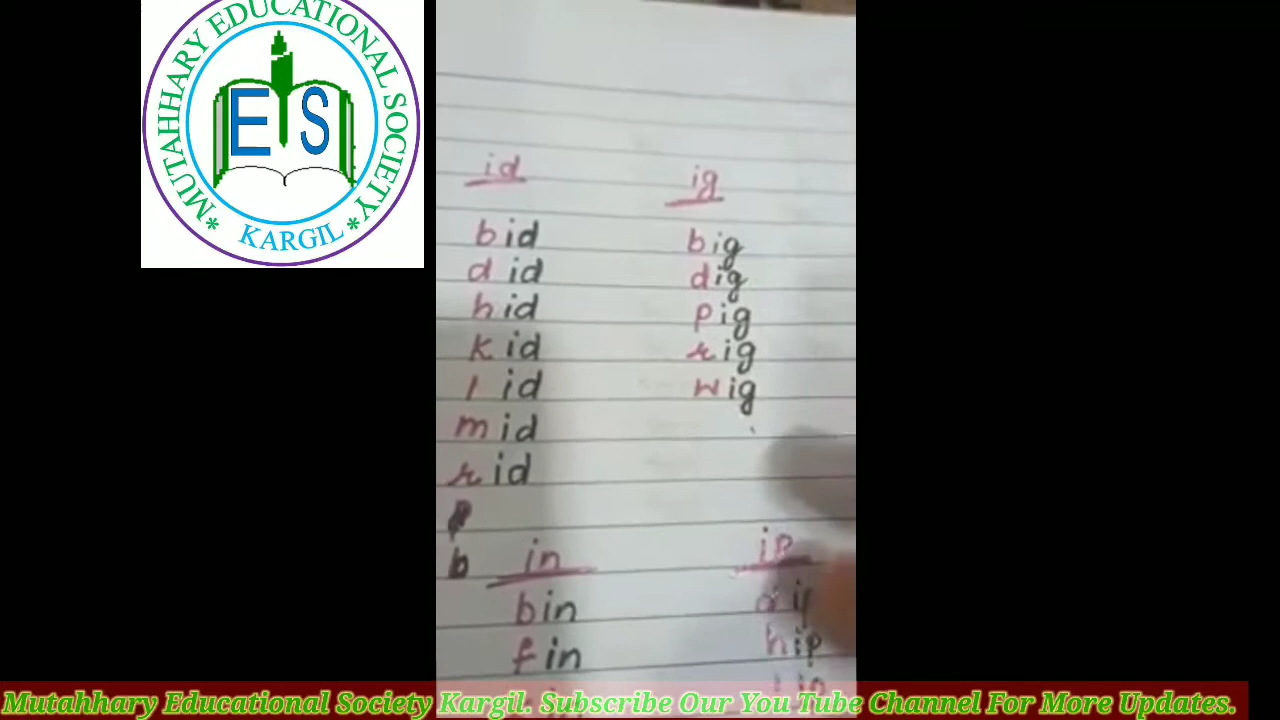 MUTAHHARY EDUCATIONAL SOCIETY
E S
* KARGIL *
id
bid
did
hid
kid
lid
mid
rid
ig
big
dig
pig
rig
wig
b
in
bin
fin
ip
hip
Mutahhary Educational Society Kargil. Subscribe Our You Tube Channel For More Updates.